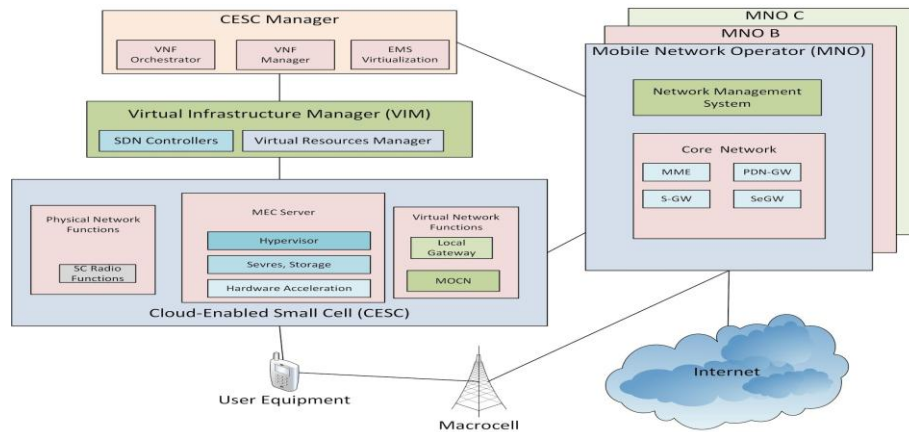 CESC Manager
VNF
Orchestrator
VNF
Manager
EMS
Virtualization
Virtual Infrastructure Manager (VIM)
SDN Controllers
Virtual Resources Manager
Physical Network
Functions
SC Radio
Functions
MEC Server
Hypervisor
Sevres, Storage
Hardware Acceleration
Virtual Network
Functions
Local
Gateway
MOCN
Cloud-Enabled Small Cell (CESC)
MNO C
MNO B
Mobile Network Operator (MNO)
Network Management
System
Core Network
MME
PDN-GW
S-GW
SeGW
User Equipment
Macrocell
Internet